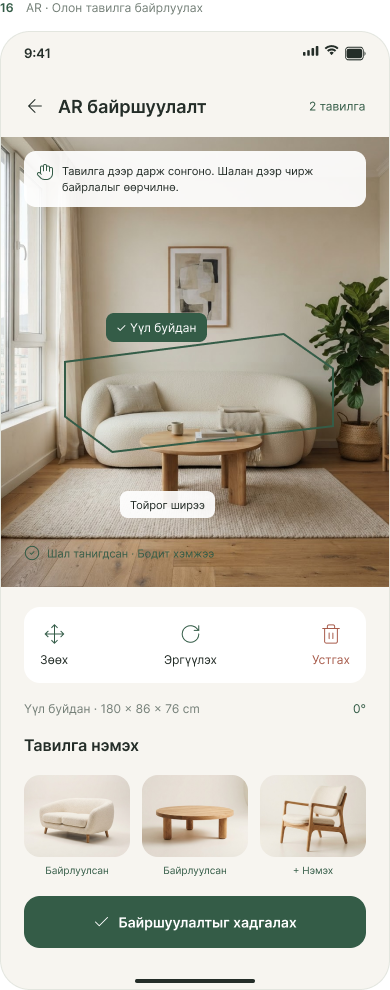 16 AR · Олон тавилга байрлуулах
9:41
AR байршуулалт
2 тавилга
Тавилга дээр дарж сонгоно. Шалан дээр чирж
байрлалыг өөрчилнө.
✓ Үүл буйдан
Тойрог ширээ
Шал танигдсан · Бодит хэмжээ
Зөөх
Эргүүлэх
Устгах
Үүл буйдан · 180 × 86 × 76 cm
0°
Тавилга нэмэх
Байрлуулсан
Байрлуулсан
+ Нэмэх
Байршуулалтыг хадгалах